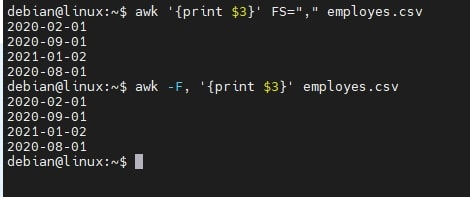 debian@linux:~$ awk '{print $3}' FS="," employes.csv
2020-02-01
2020-09-01
2021-01-02
2020-08-01
debian@linux:~$ awk -F, '{print $3}' employes.csv
2020-02-01
2020-09-01
2021-01-02
2020-08-01
debian@linux:~$